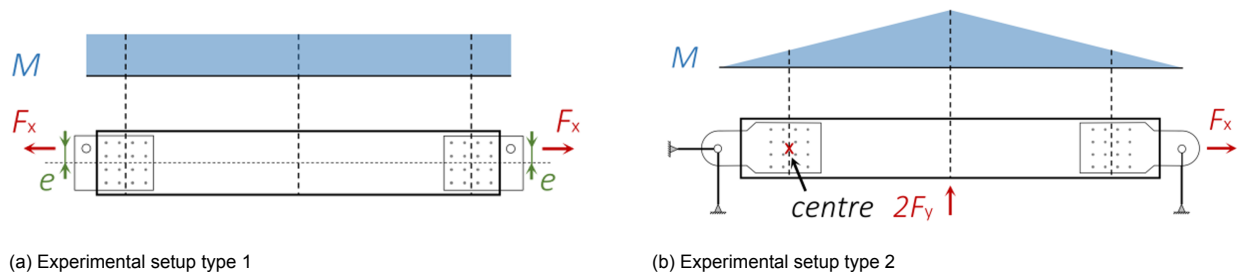 M
M
Fx
Fx
Fx
e
e
centre
2Fy
(a) Experimental setup type 1
(b) Experimental setup type 2